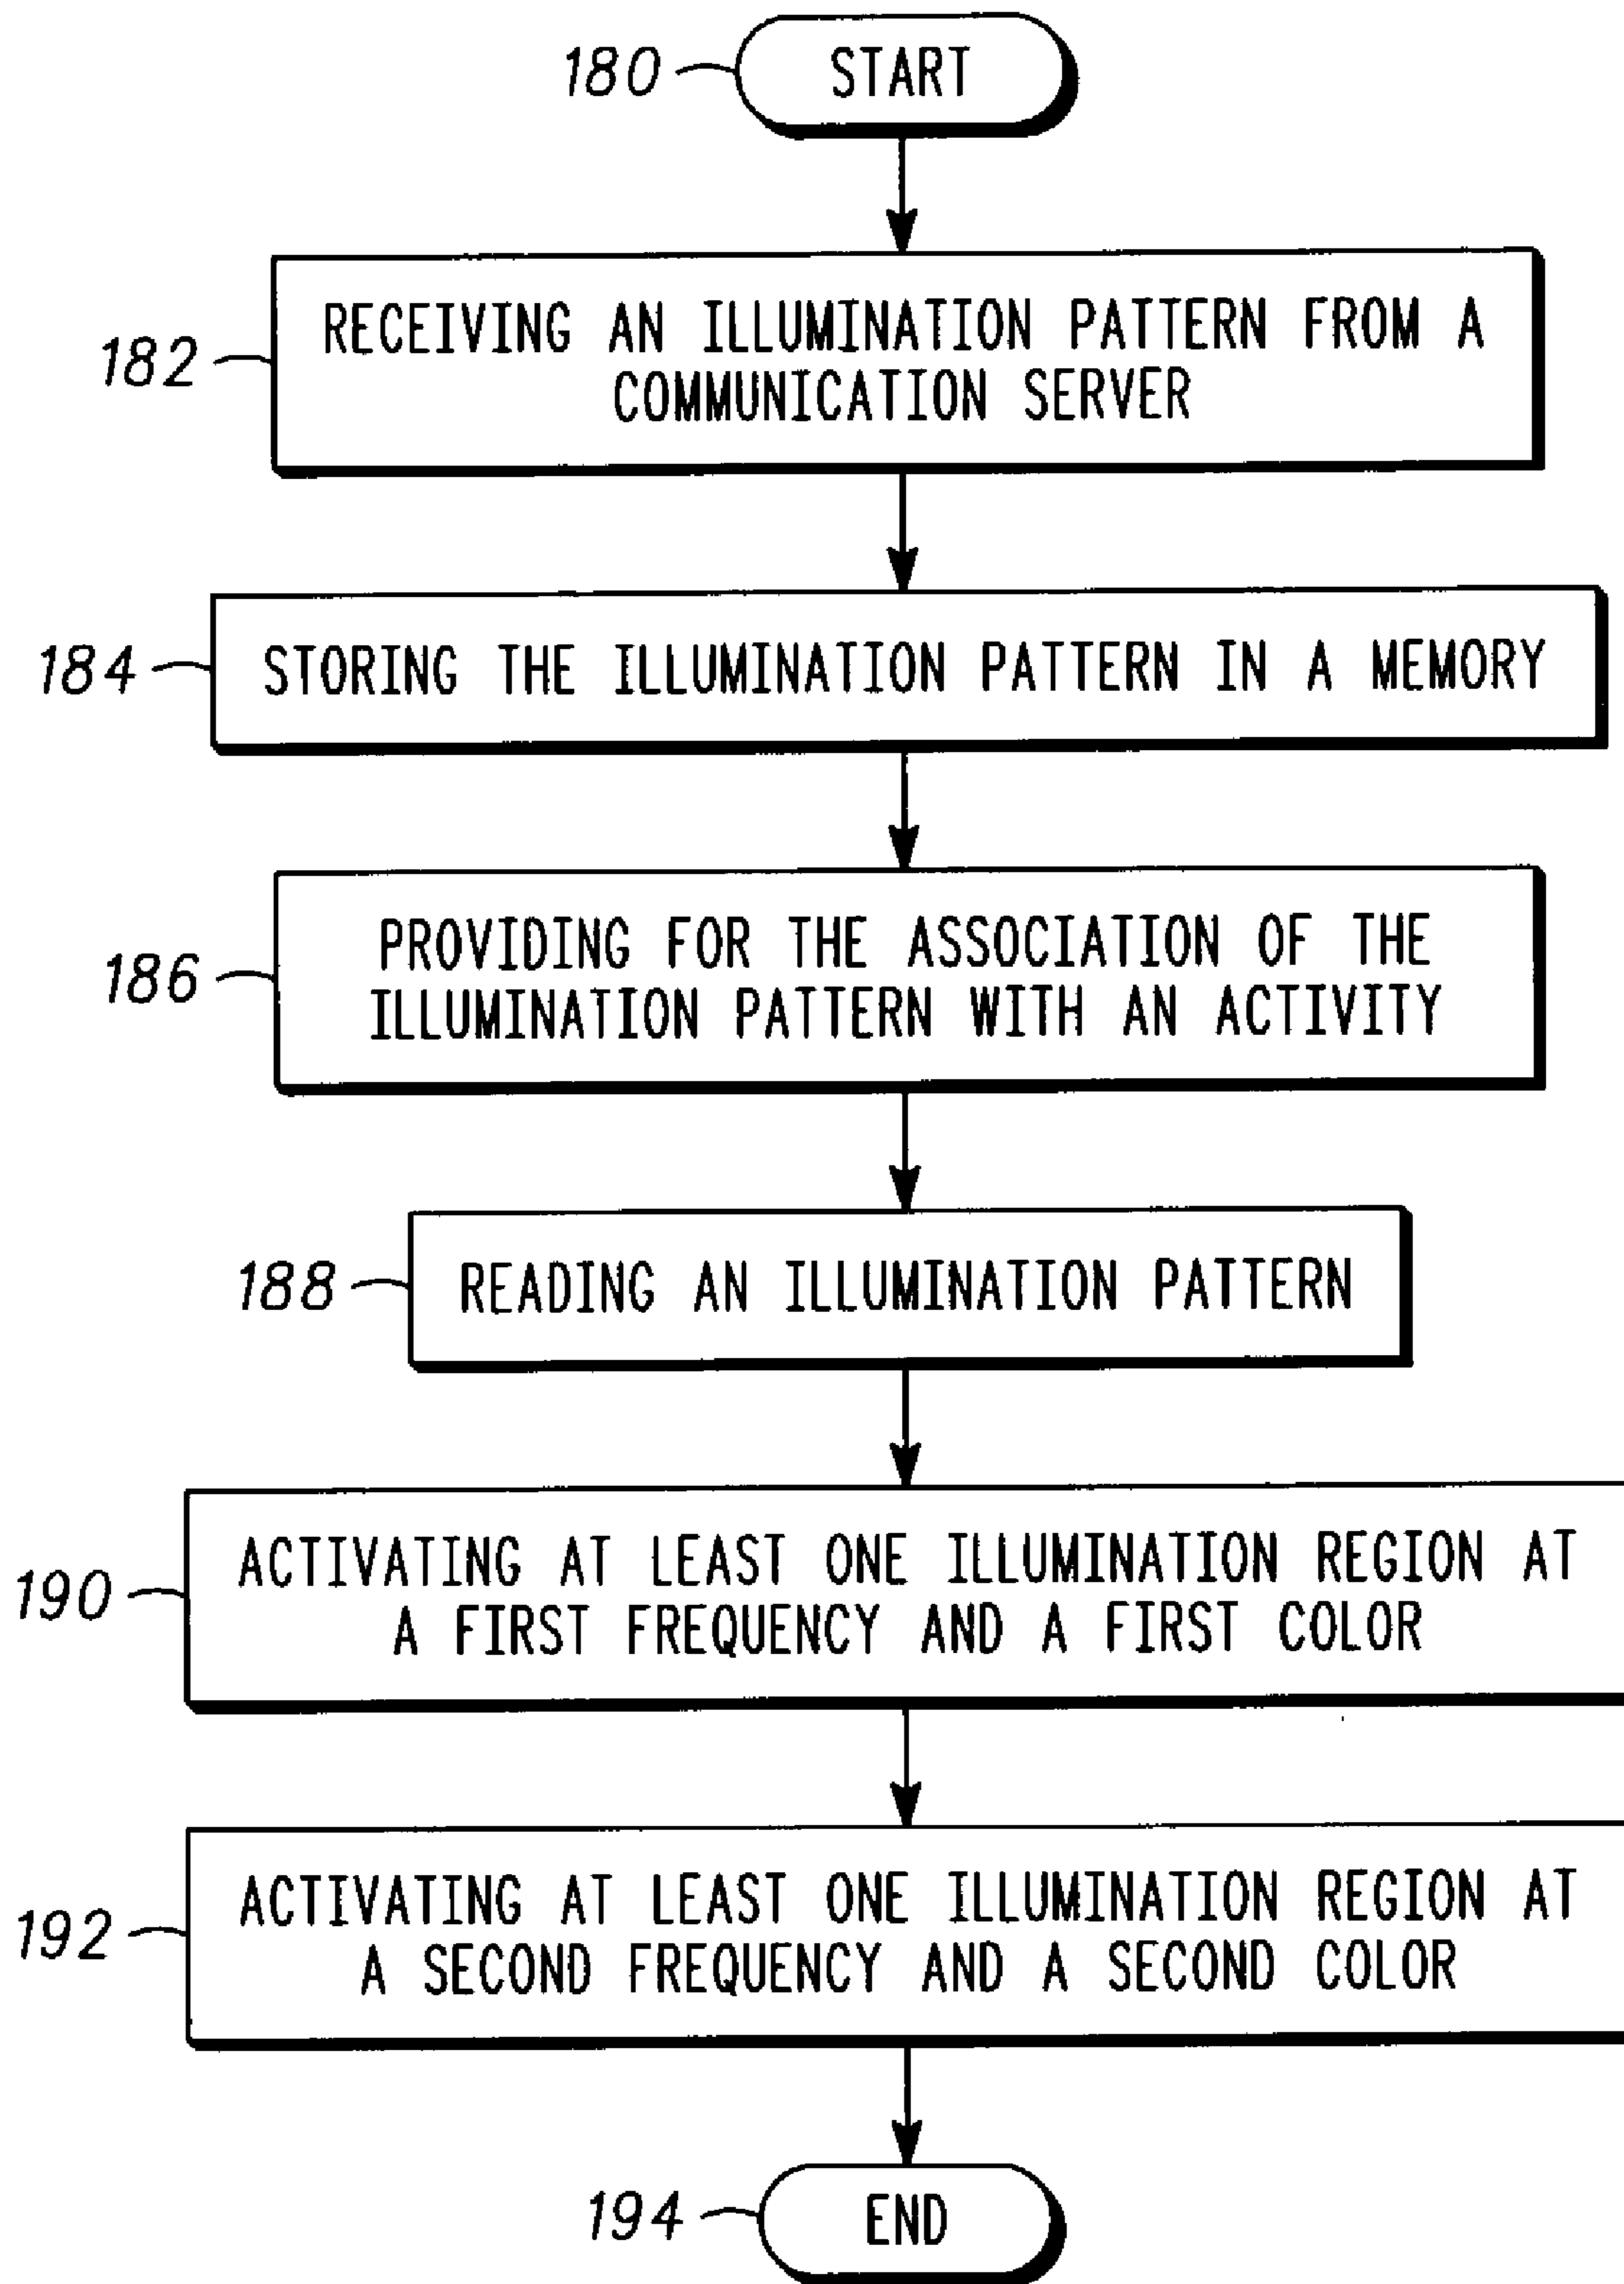 180 START
182 RECEIVING AN ILLUMINATION PATTERN FROM A
COMMUNICATION SERVER
184 STORING THE ILLUMINATION PATTERN IN A MEMORY
186 PROVIDING FOR THE ASSOCIATION OF THE
ILLUMINATION PATTERN WITH AN ACTIVITY
188 READING AN ILLUMINATION PATTERN
190 ACTIVATING AT LEAST ONE ILLUMINATION REGION AT
A FIRST FREQUENCY AND A FIRST COLOR
192 ACTIVATING AT LEAST ONE ILLUMINATION REGION AT
A SECOND FREQUENCY AND A SECOND COLOR
194 END